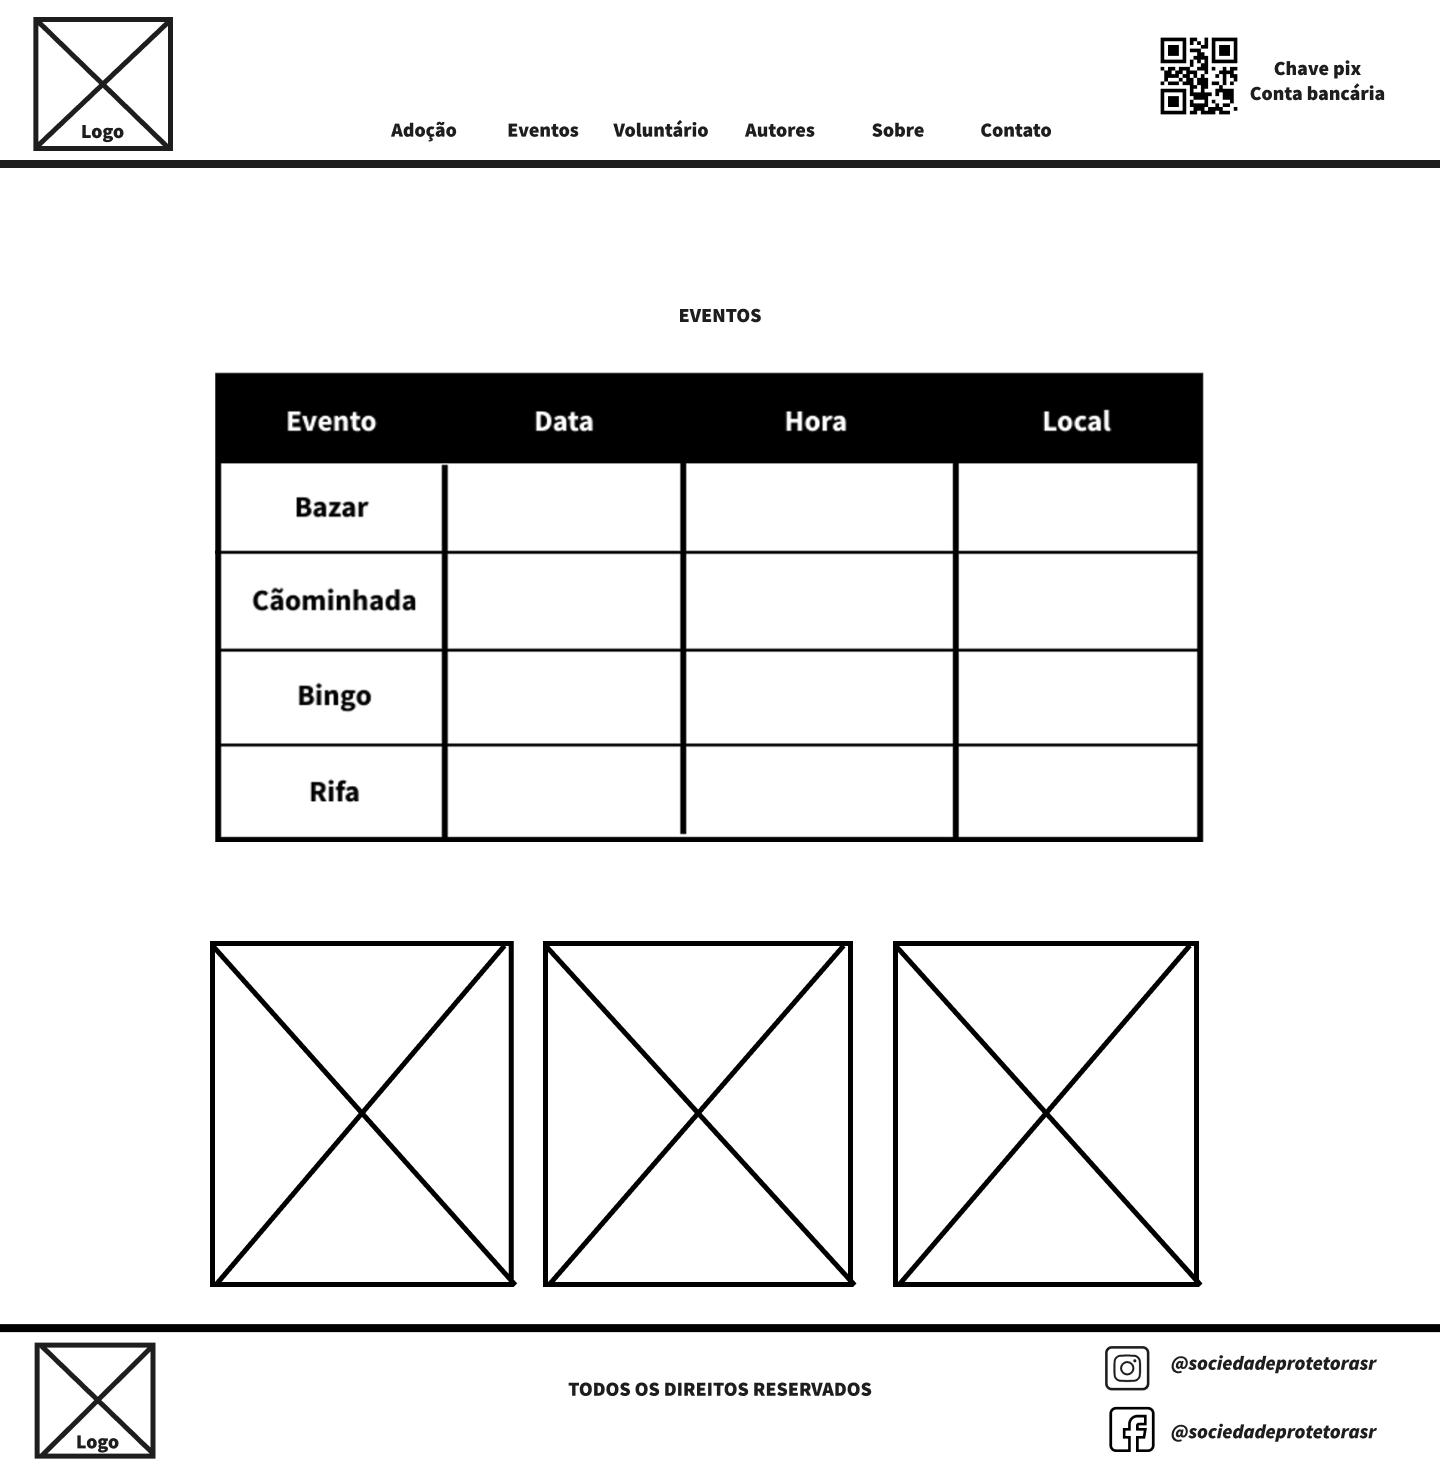 Logo
Chave pix
Conta bancária
Adoção Eventos Voluntário Autores Sobre Contato
EVENTOS
Evento Data Hora Local
Bazar
Cãominhada
Bingo
Rifa
Logo
TODOS OS DIREITOS RESERVADOS
@sociedadeprotetorasr
@sociedadeprotetorasr